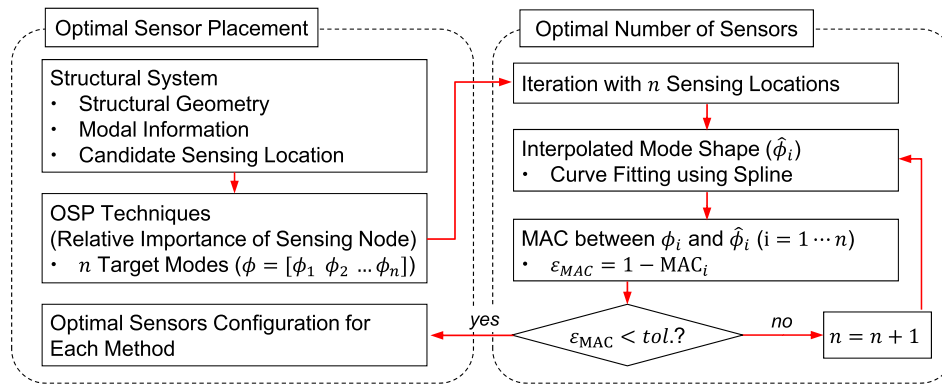 Optimal Sensor Placement
Structural System
・ Structural Geometry
・ Modal Information
・ Candidate Sensing Location
OSP Techniques
(Relative Importance of Sensing Node)
・ n Target Modes (ϕ = [ϕ₁ ϕ₂ … ϕₙ])
Optimal Sensors Configuration for
Each Method
Optimal Number of Sensors
Iteration with n Sensing Locations
Interpolated Mode Shape (ϕ̂ᵢ)
・ Curve Fitting using Spline
MAC between ϕᵢ and ϕ̂ᵢ (i = 1 ⋯ n)
・ ε_MAC = 1 − MACᵢ
yes
ε_MAC < tol.?
no
n = n + 1